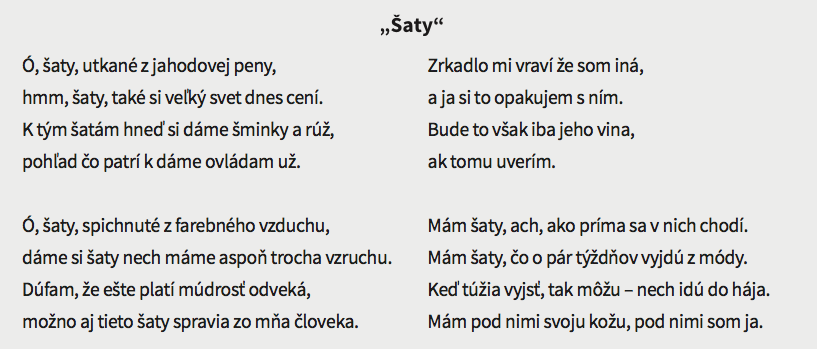 „Šaty“
Ó, šaty, utkané z jahodovej peny,
hmm, šaty, také si veľký svet dnes cení.
K tým šatám hneď si dáme šminky a rúž,
pohľad čo patrí k dáme ovládam už.
Ó, šaty, spichnuté z farebného vzduchu,
dáme si šaty nech máme aspoň trocha vzruchu.
Dúfam, že ešte platí múdrosť odveká,
možno aj tieto šaty spravia zo mňa človeka.
Zrkadlo mi vraví že som iná,
a ja si to opakujem s ním.
Bude to však iba jeho vina,
ak tomu uverím.
Mám šaty, ach, ako príma sa v nich chodí.
Mám šaty, čo o pár týždňov vyjdú z módy.
Keď túžia vyjsť, tak môžu – nech idú do hája.
Mám pod nimi svoju kožu, pod nimi som ja.